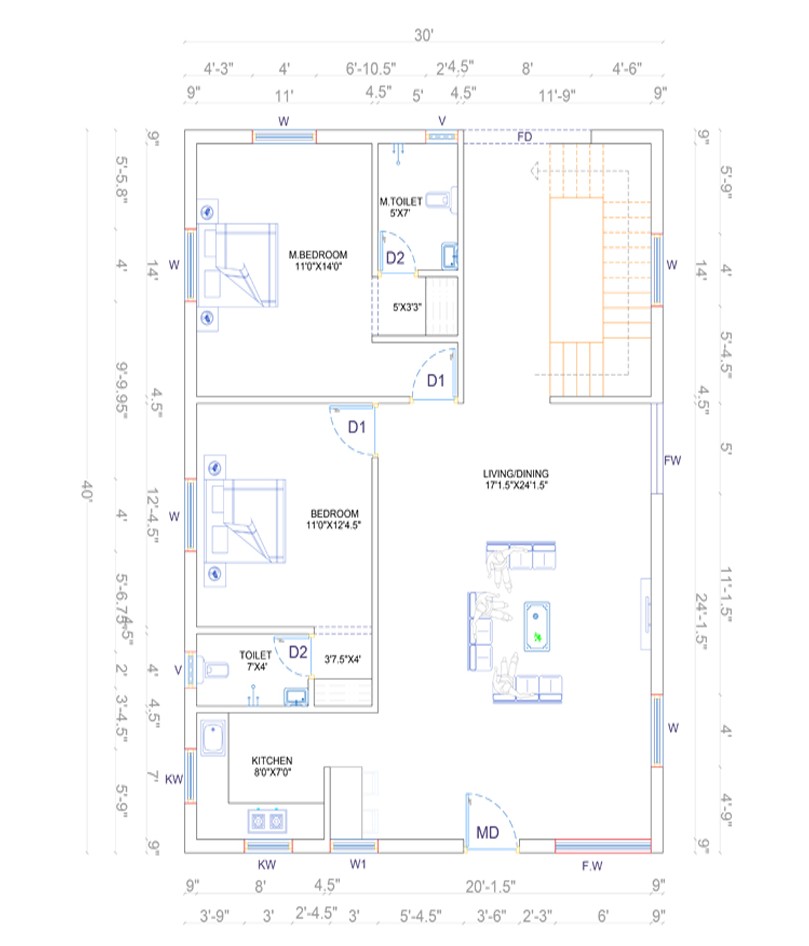 30'
4'-3" 4' 6'-10.5" 2'4.5" 8' 4'-6"
9" 11' 4.5" 5' 4.5" 11'-9" 9"
W V
FD
9" 9"
5'-5.8" 5'-9"
M.TOILET
5'X7'
M.BEDROOM
11'0"X14'0"
D2
W W
4' 14' 14' 4'
5'X3'3"
5'-4.5"
D1
9'-9.95" 4.5" 4.5"
D1
FW
5'
LIVING/DINING
17'1.5"X24'1.5"
40'
BEDROOM
11'0"X12'4.5"
W
4' 12'-4.5"
11'-1.5"
24'-1.5"
4.5"
D2
TOILET
7'X4'
3'7.5"X4'
V
2' 4'
3'-4.5" 4.5"
W
4'
KITCHEN
8'0"X7'0"
KW
7'
5'-9" 4'-9"
MD
9" 9"
KW W1 F.W
9" 8' 4.5" 20'-1.5" 9"
3'-9" 3' 2'-4.5" 3' 5'-4.5" 3'-6" 2'-3" 6' 9"